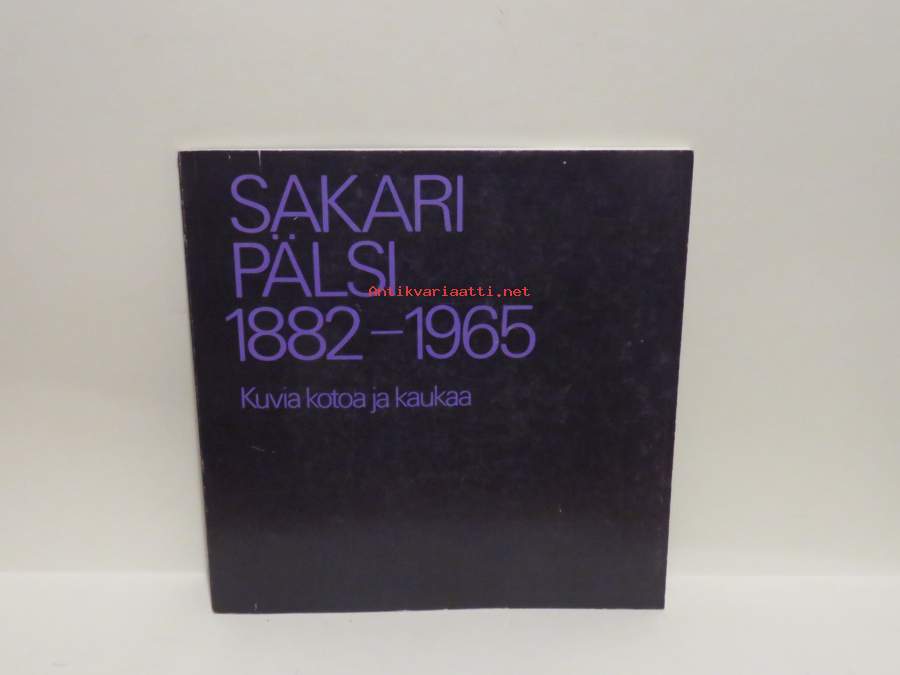 SAKARI
PÄLSI
Antikvariaatti.net
1882–1965
Kuvia kotoa ja kaukaa